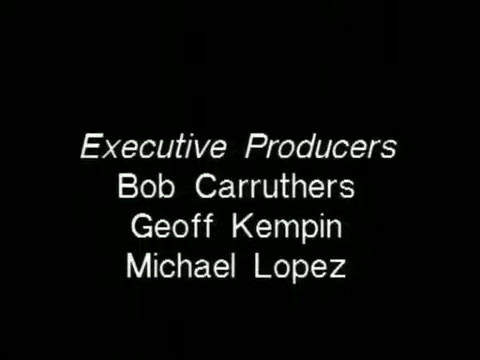 Executive Producers
Bob Carruthers
Geoff Kempin
Michael Lopez